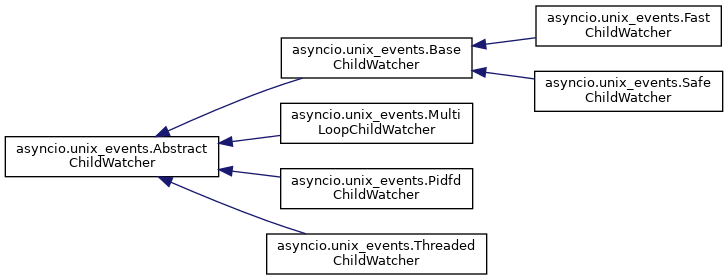 asyncio.unix_events.Fast
ChildWatcher
asyncio.unix_events.Base
ChildWatcher
asyncio.unix_events.Safe
ChildWatcher
asyncio.unix_events.Multi
LoopChildWatcher
asyncio.unix_events.Abstract
ChildWatcher
asyncio.unix_events.Pidfd
ChildWatcher
asyncio.unix_events.Threaded
ChildWatcher